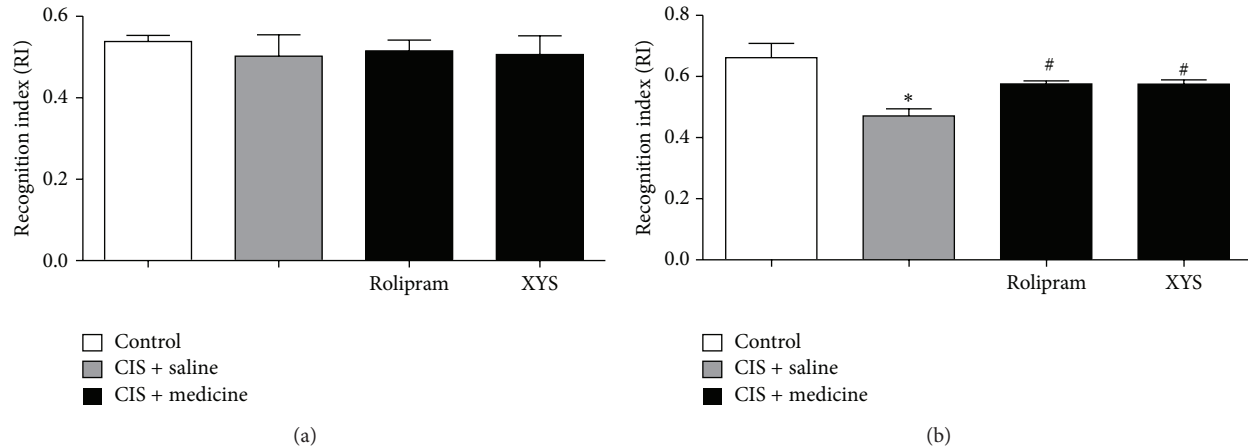 Recognition index (RI)
0.6
0.4
0.2
0.0
Rolipram
XYS
Control
CIS + saline
CIS + medicine
(a)
Recognition index (RI)
0.8
0.6
0.4
0.2
0.0
*
#
#
Rolipram
XYS
Control
CIS + saline
CIS + medicine
(b)